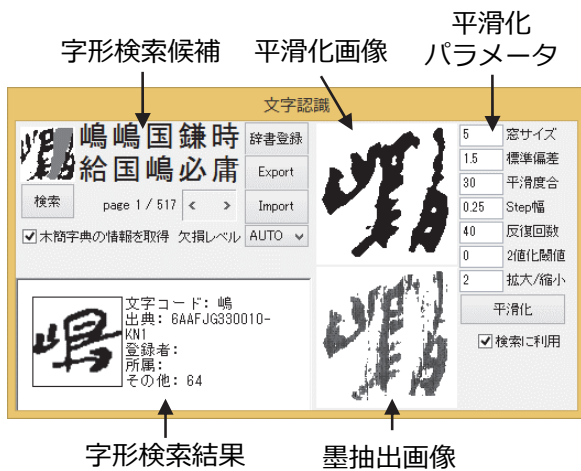 字形検索候補
平滑化画像
平滑化
パラメータ
文字認識
嶋嶋国鎌時
給国嶋必庸
辞書登録
Export
検索
page 1 / 517
<
>
Import
木簡字典の情報を取得
欠損レベル
AUTO
5 窓サイズ
1.5 標準偏差
30 平滑度合
0.25 Step幅
40 反復回数
0 2値化閾値
2 拡大/縮小
平滑化
検索に利用
文字コード: 嶋
出典: 6AAFJG330010-
KN1
登録者:
所属:
その他: 64
字形検索結果
墨抽出画像